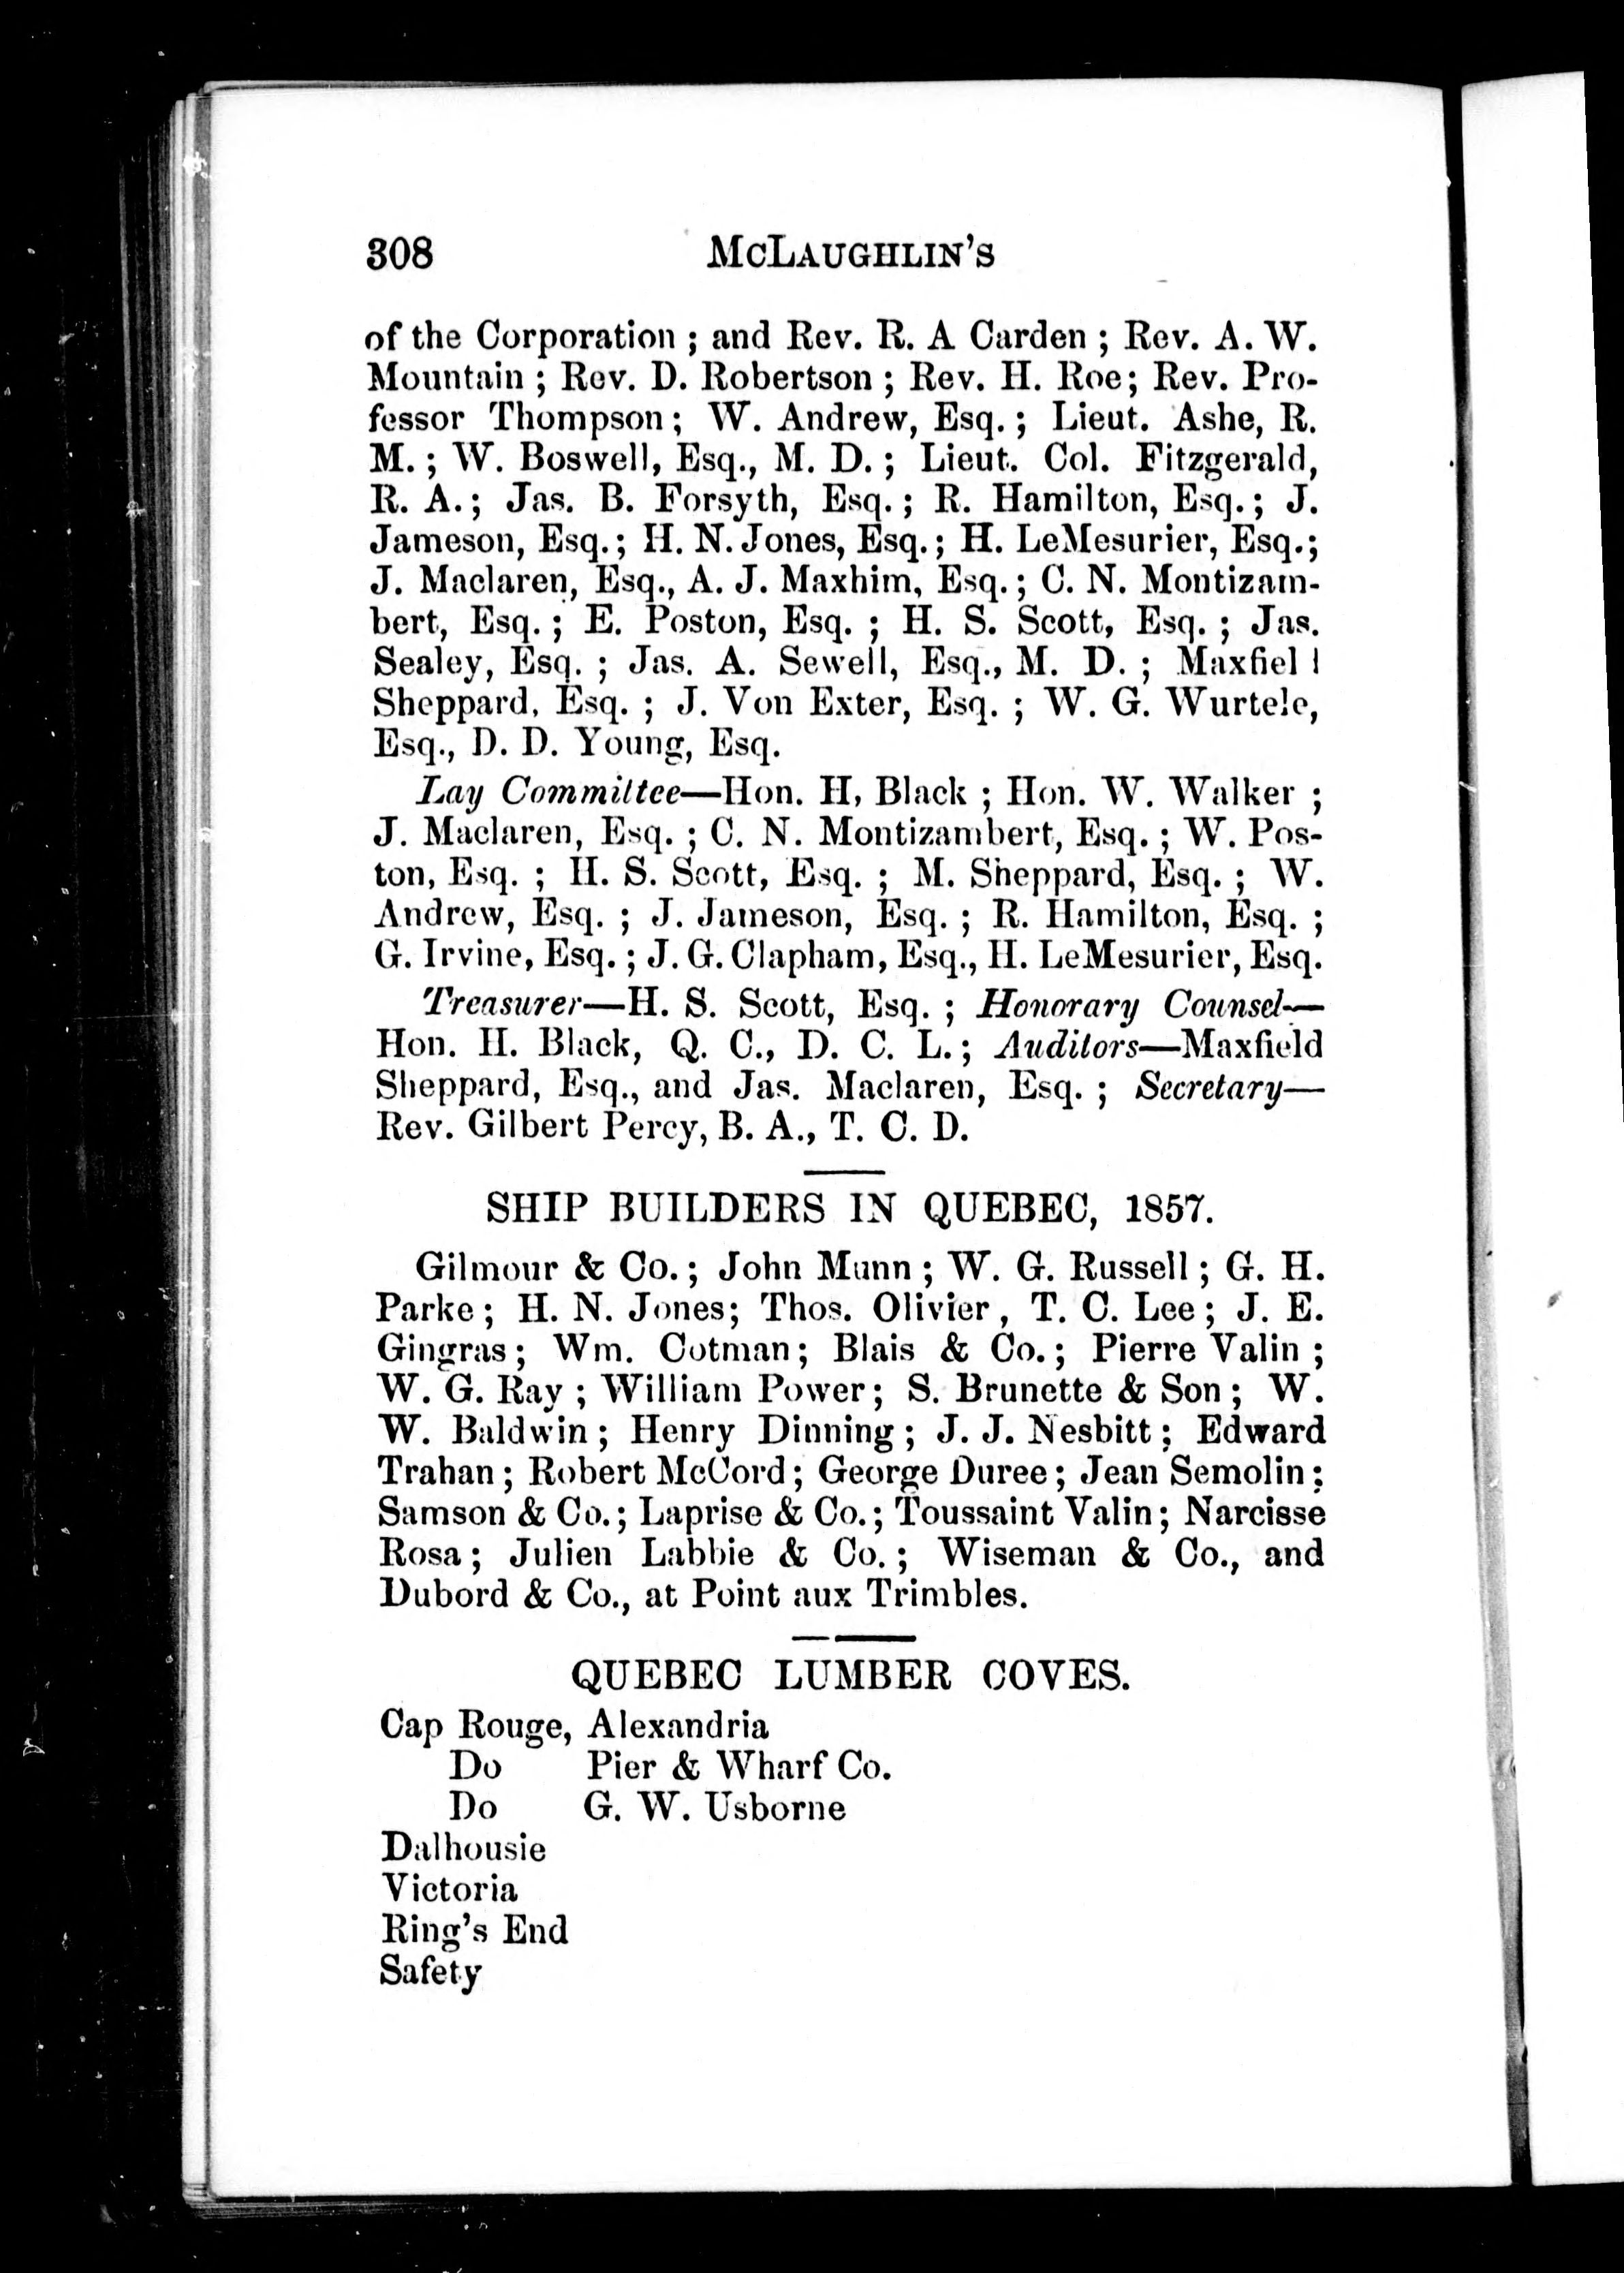 308 McLAUGHLIN'S
of the Corporation ; and Rev. R. A Carden ; Rev. A. W.
Mountain ; Rev. D. Robertson ; Rev. H. Roe; Rev. Pro-
fessor Thompson; W. Andrew, Esq. ; Lieut. Ashe, R.
M. ; W. Boswell, Esq., M. D. ; Lieut. Col. Fitzgerald,
R. A.; Jas. B. Forsyth, Esq. ; R. Hamilton, Esq. ; J.
Jameson, Esq. ; H. N. Jones, Esq. ; H. LeMesurier, Esq.;
J. Maclaren, Esq., A. J. Maxhim, Esq. ; C. N. Montizam-
bert, Esq. ; E. Poston, Esq. ; H. S. Scott, Esq. ; Jas.
Sealey, Esq. ; Jas. A. Sewell, Esq., M. D. ; Maxfiel l
Sheppard, Esq. ; J. Von Exter, Esq. ; W. G. Wurtele,
Esq., D. D. Young, Esq.
Lay Committee—Hon. H, Black ; Hon. W. Walker ;
J. Maclaren, Esq. ; C. N. Montizambert, Esq. ; W. Pos-
ton, Esq. ; H. S. Scott, Esq. ; M. Sheppard, Esq. ; W.
Andrew, Esq. ; J. Jameson, Esq. ; R. Hamilton, Esq. ;
G. Irvine, Esq. ; J. G. Clapham, Esq., H. LeMesurier, Esq.
Treasurer—H. S. Scott, Esq. ; Honorary Counsel—
Hon. H. Black, Q. C., D. C. L. ; Auditors—Maxfield
Sheppard, Esq., and Jas. Maclaren, Esq. ; Secretary—
Rev. Gilbert Percy, B. A., T. C. D.
SHIP BUILDERS IN QUEBEC, 1857.
Gilmour & Co. ; John Munn ; W. G. Russell ; G. H.
Parke ; H. N. Jones; Thos. Olivier, T. C. Lee ; J. E.
Gingras ; Wm. Cotman; Blais & Co. ; Pierre Valin ;
W. G. Ray ; William Power; S. Brunette & Son ; W.
W. Baldwin ; Henry Dinning ; J. J. Nesbitt ; Edward
Trahan ; Robert McCord; George Duree ; Jean Semolin ;
Samson & Co. ; Laprise & Co. ; Toussaint Valin; Narcisse
Rosa ; Julien Labbie & Co. ; Wiseman & Co., and
Dubord & Co., at Point aux Trimbles.
QUEBEC LUMBER COVES.
Cap Rouge, Alexandria
Do Pier & Wharf Co.
Do G. W. Usborne
Dalhousie
Victoria
Ring's End
Safety